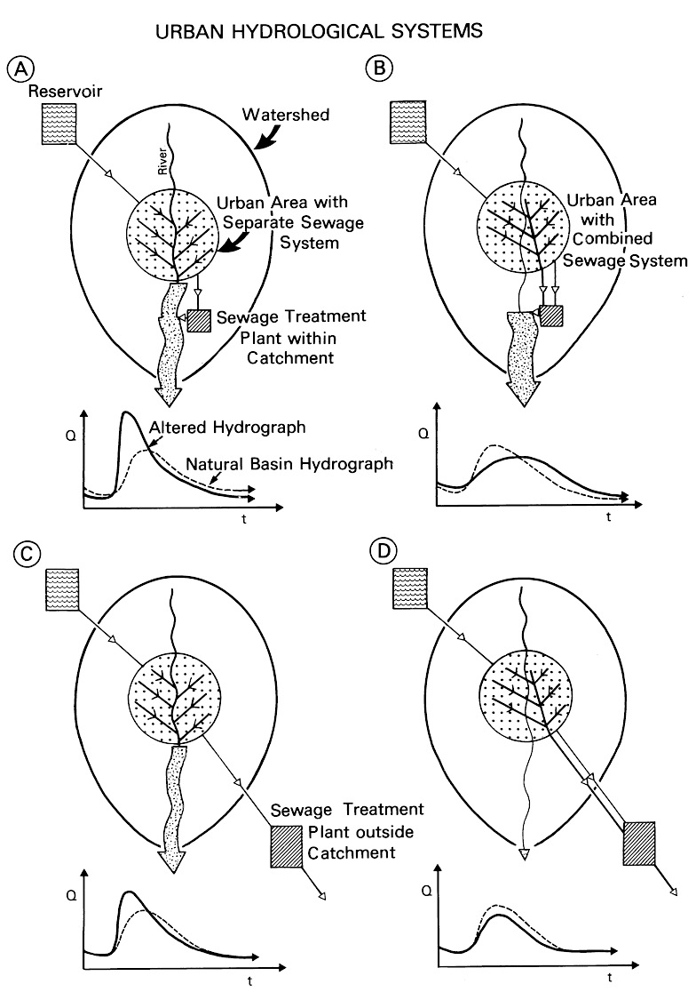 URBAN HYDROLOGICAL SYSTEMS
A
Reservoir
Watershed
River
Urban Area with
Separate Sewage
System
Sewage Treatment
Plant within
Catchment
Q
Altered Hydrograph
Natural Basin Hydrograph
t
B
Urban Area
with
Combined
Sewage System
Q
t
C
Sewage Treatment
Plant outside
Catchment
Q
t
D
Q
t